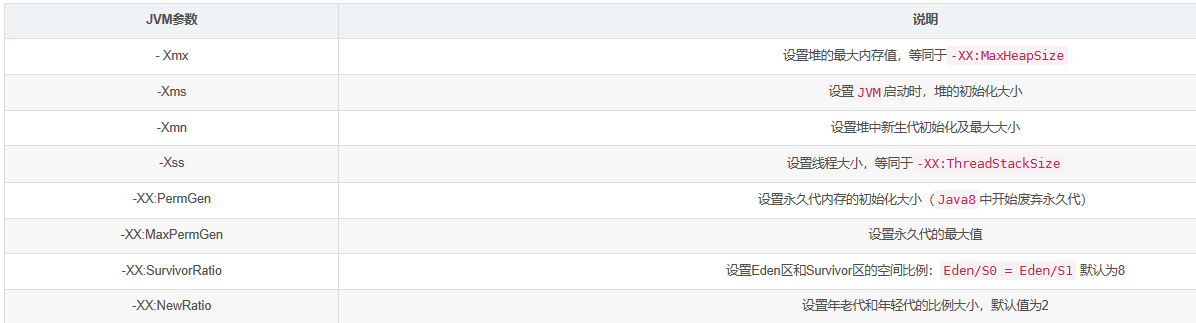 JVM参数 说明
- Xmx 设置堆的最大内存值，等同于 -XX:MaxHeapSize
-Xms 设置 JVM 启动时，堆的初始化大小
-Xmn 设置堆中新生代初始化及最大大小
-Xss 设置线程大小，等同于 -XX:ThreadStackSize
-XX:PermGen 设置永久代内存的初始化大小（Java8 中开始废弃永久代）
-XX:MaxPermGen 设置永久代的最大值
-XX:SurvivorRatio 设置Eden区和Survivor区的空间比例：Eden/S0 = Eden/S1 默认为8
-XX:NewRatio 设置年老代和年轻代的比例大小，默认值为2